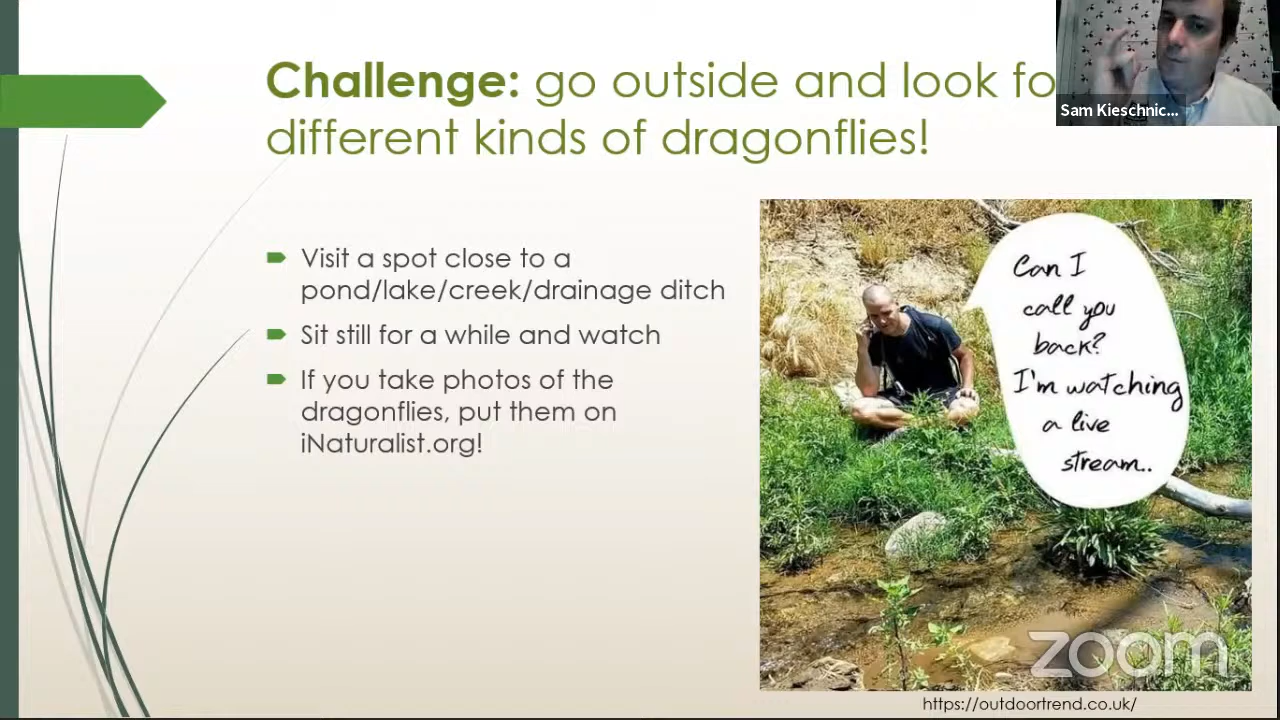 Challenge: go outside and look fo
different kinds of dragonflies!
Sam Kieschnic...
Visit a spot close to a
pond/lake/creek/drainage ditch
Sit still for a while and watch
If you take photos of the
dragonflies, put them on
iNaturalist.org!
Can I
call you
back?
I'm watching
a live
stream..
zoom
https://outdoortrend.co.uk/